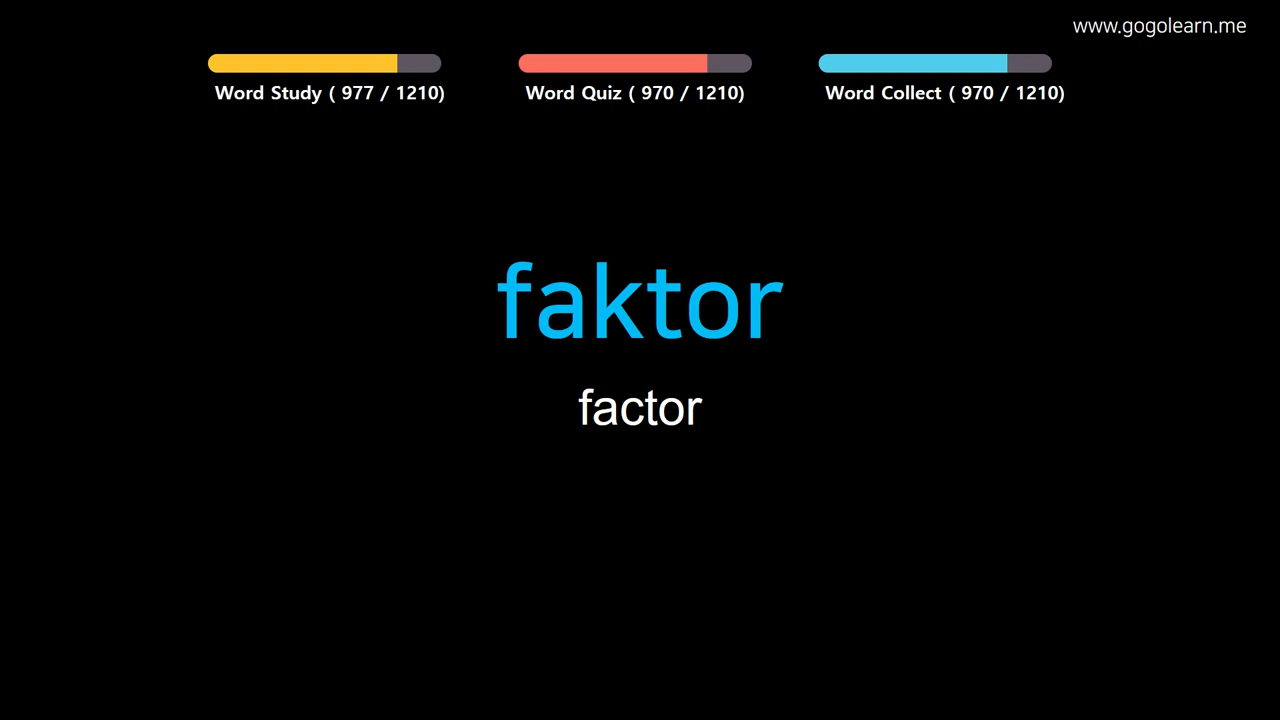 www.gogolearn.me
Word Study ( 977 / 1210)
Word Quiz ( 970 / 1210)
Word Collect ( 970 / 1210)
faktor
factor